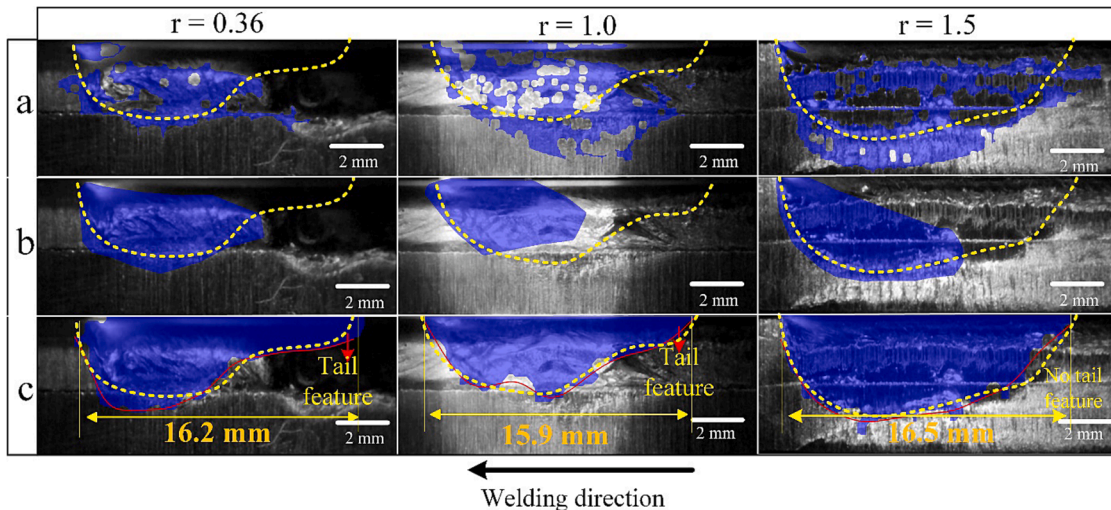 r = 0.36 r = 1.0 r = 1.5
a
2 mm 2 mm 2 mm
b
2 mm 2 mm 2 mm
c
Tail
feature
16.2 mm
2 mm
Tail
feature
15.9 mm
2 mm
No tail
feature
16.5 mm
2 mm
Welding direction